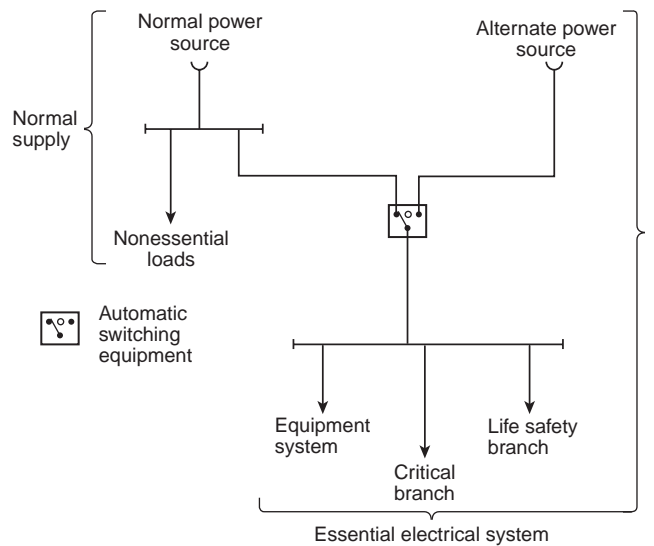 Normal power
source
Alternate power
source
Normal
supply
Nonessential
loads
Automatic
switching
equipment
Equipment
system
Critical
branch
Life safety
branch
Essential electrical system